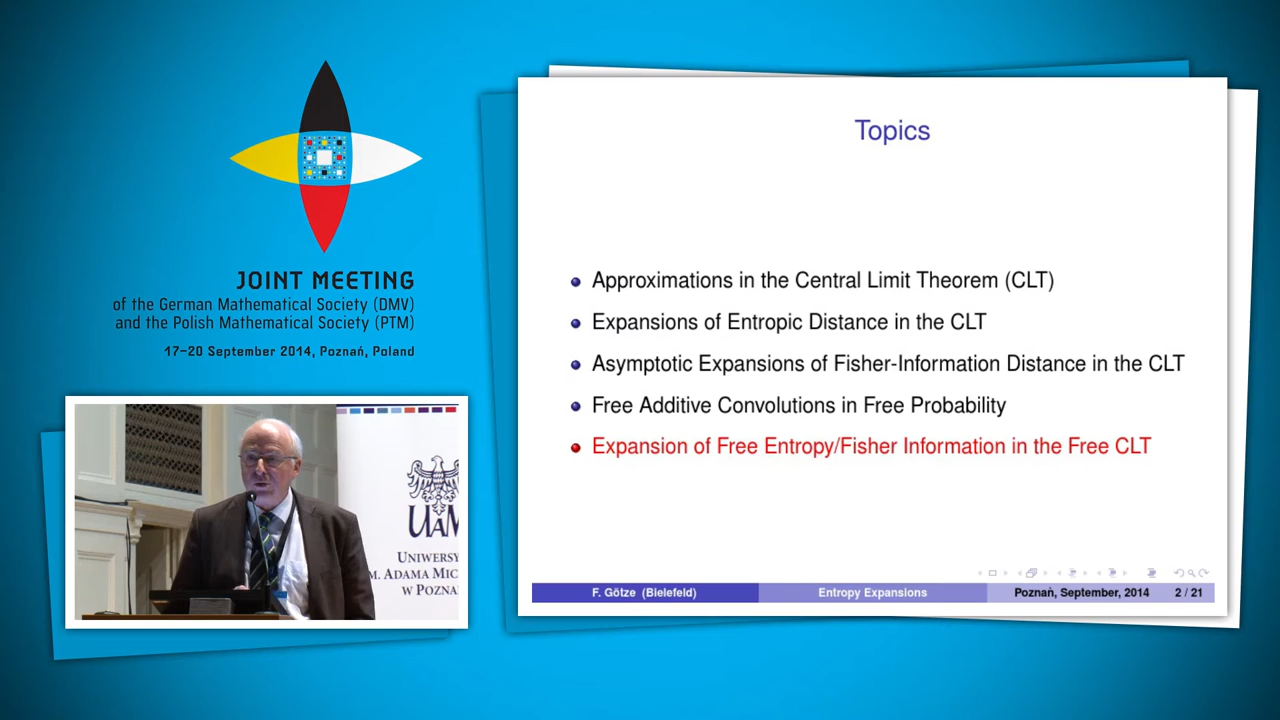 JOINT MEETING
of the German Mathematical Society (DMV)
and the Polish Mathematical Society (PTM)
17–20 September 2014, Poznań, Poland
UAM
UNIWERSY
M. ADAMA MIC
W POZNA
Topics
Approximations in the Central Limit Theorem (CLT)
Expansions of Entropic Distance in the CLT
Asymptotic Expansions of Fisher-Information Distance in the CLT
Free Additive Convolutions in Free Probability
Expansion of Free Entropy/Fisher Information in the Free CLT
F. Götze (Bielefeld)
Entropy Expansions
Poznań, September, 2014
2 / 21